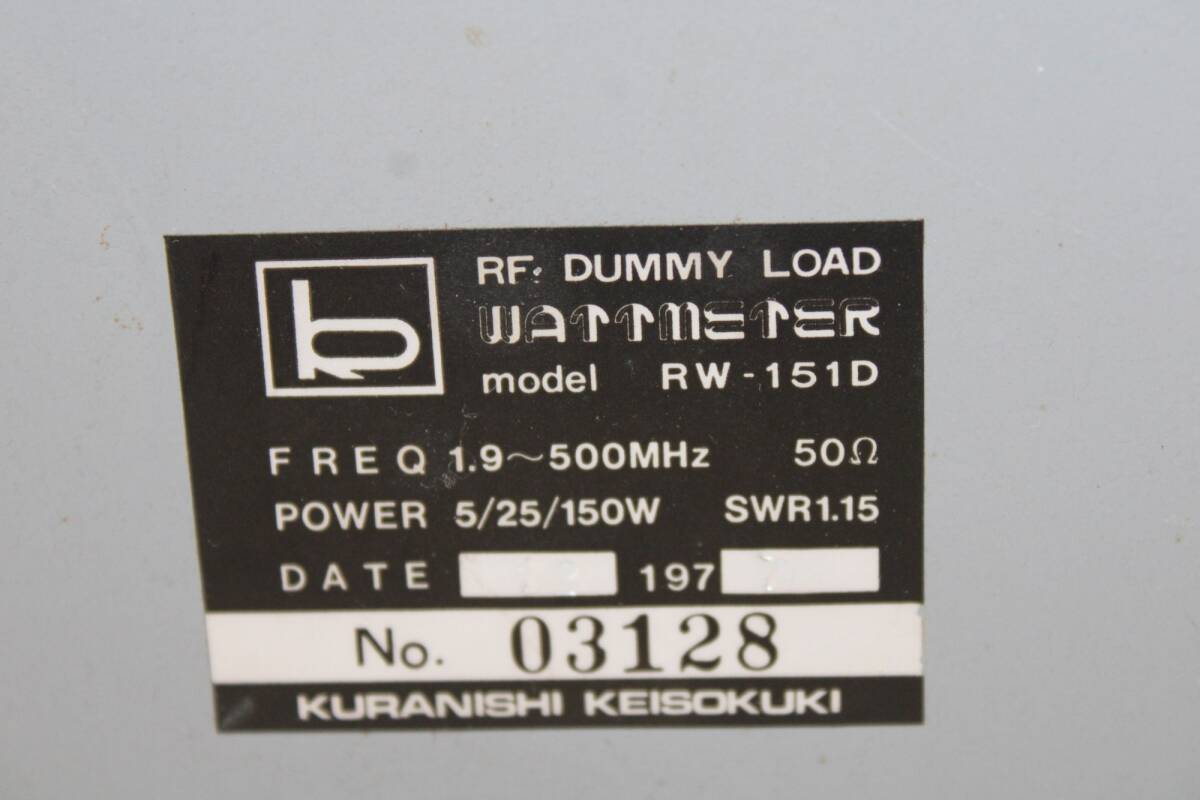 RF. DUMMY LOAD
WATTMETER
model RW-151D
FREQ 1.9~500MHz 50Ω
POWER 5/25/150W SWR1.15
DATE 197
No. 03128
KURANISHI KEISOKUKI